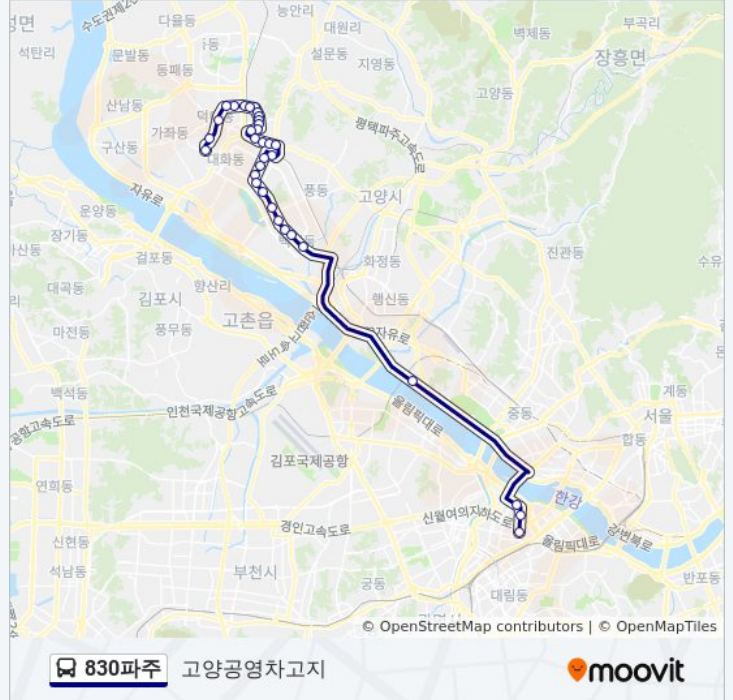 성면
수도권제2
다율동
능안리
대원리
부곡리
석탄리
문발동
설문동
벽제동
동패동
지영동
장흥면
고양동
산남동
가좌동
평택파주고속도로
구산동
대화동
자유로
풍동
고양시
운양동
장기동
화정동
진관동
수유
걸포동
대곡동
향산리
김포시
행신동
고촌읍
마전동
풍무동
자유로
백석동
올림픽대로
중동
계동
서울
인천국제공항고속도로
공항고속도로
합동
김포국제공항
연희동
한강
신월여의지하도로
경인고속도로
강변북로
신현동
올림픽대로
석남동
부천시
궁동
반포동
대림동
© OpenStreetMap contributors | © OpenMapTiles
830파주 고양공영차고지
moovit